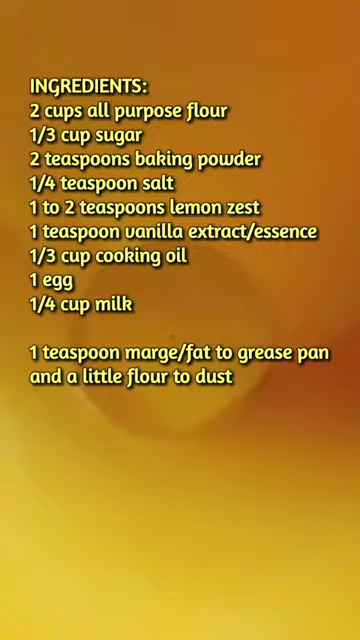 INGREDIENTS:
2 cups all purpose flour
1/3 cup sugar
2 teaspoons baking powder
1/4 teaspoon salt
1 to 2 teaspoons lemon zest
1 teaspoon vanilla extract/essence
1/3 cup cooking oil
1 egg
1/4 cup milk
1 teaspoon marge/fat to grease pan
and a little flour to dust